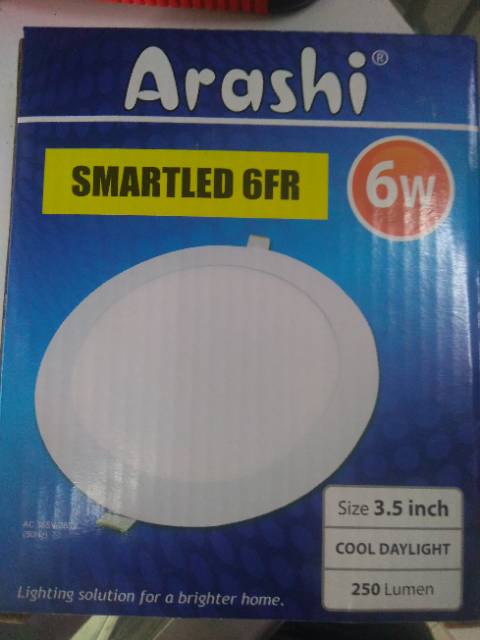 Arashi®
SMARTLED 6FR
6W
Size 3.5 inch
COOL DAYLIGHT
250 Lumen
Lighting solution for a brighter home.